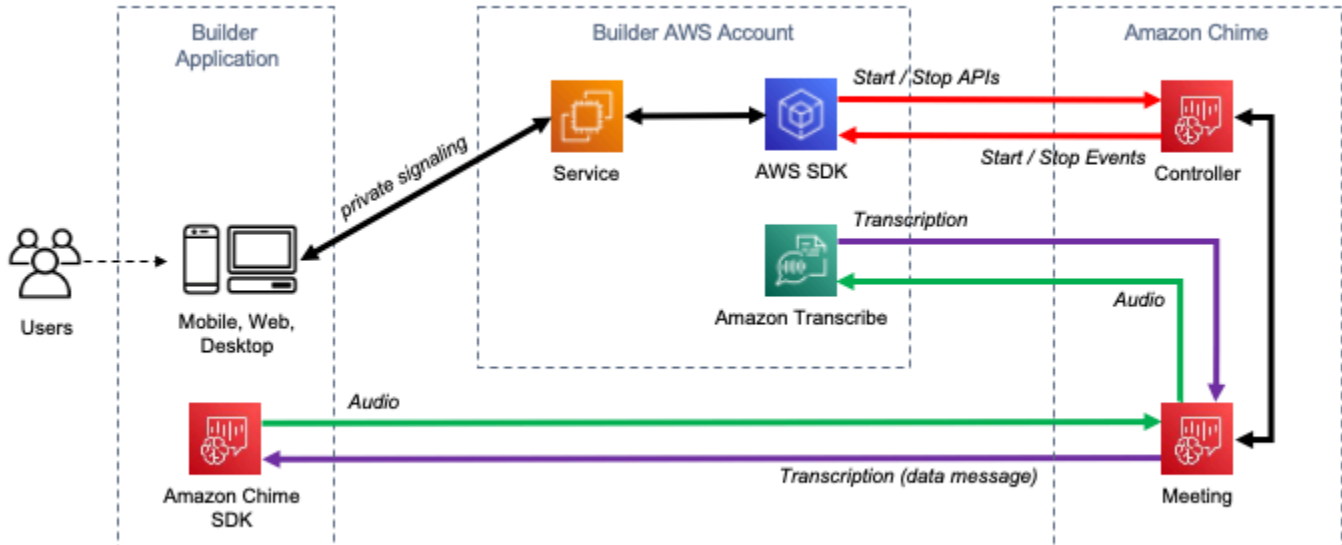 Builder
Application
Builder AWS Account
Amazon Chime
Start / Stop APIs
Start / Stop Events
private signaling
Service
AWS SDK
Controller
Transcription
Audio
Users
Mobile, Web,
Desktop
Amazon Transcribe
Audio
Transcription (data message)
Amazon Chime
SDK
Meeting